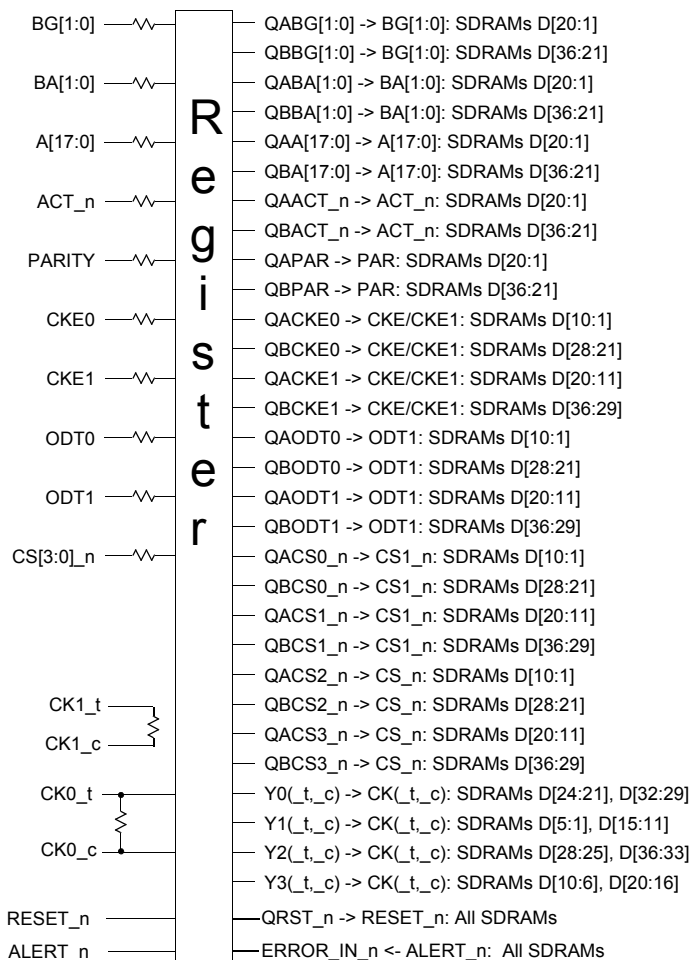 BG[1:0]
BA[1:0]
A[17:0]
ACT_n
PARITY
CKE0
CKE1
ODT0
ODT1
CS[3:0]_n
CK1_t
CK1_c
CK0_t
CK0_c
RESET_n
ALERT_n
Register
QABG[1:0] -> BG[1:0]: SDRAMs D[20:1]
QBBG[1:0] -> BG[1:0]: SDRAMs D[36:21]
QABA[1:0] -> BA[1:0]: SDRAMs D[20:1]
QBBA[1:0] -> BA[1:0]: SDRAMs D[36:21]
QAA[17:0] -> A[17:0]: SDRAMs D[20:1]
QBA[17:0] -> A[17:0]: SDRAMs D[36:21]
QAACT_n -> ACT_n: SDRAMs D[20:1]
QBACT_n -> ACT_n: SDRAMs D[36:21]
QAPAR -> PAR: SDRAMs D[20:1]
QBPAR -> PAR: SDRAMs D[36:21]
QACKE0 -> CKE/CKE1: SDRAMs D[10:1]
QBCKE0 -> CKE/CKE1: SDRAMs D[28:21]
QACKE1 -> CKE/CKE1: SDRAMs D[20:11]
QBCKE1 -> CKE/CKE1: SDRAMs D[36:29]
QAODT0 -> ODT1: SDRAMs D[10:1]
QBODT0 -> ODT1: SDRAMs D[28:21]
QAODT1 -> ODT1: SDRAMs D[20:11]
QBODT1 -> ODT1: SDRAMs D[36:29]
QACS0_n -> CS1_n: SDRAMs D[10:1]
QBCS0_n -> CS1_n: SDRAMs D[28:21]
QACS1_n -> CS1_n: SDRAMs D[20:11]
QBCS1_n -> CS1_n: SDRAMs D[36:29]
QACS2_n -> CS_n: SDRAMs D[10:1]
QBCS2_n -> CS_n: SDRAMs D[28:21]
QACS3_n -> CS_n: SDRAMs D[20:11]
QBCS3_n -> CS_n: SDRAMs D[36:29]
Y0(_t,_c) -> CK(_t,_c): SDRAMs D[24:21], D[32:29]
Y1(_t,_c) -> CK(_t,_c): SDRAMs D[5:1], D[15:11]
Y2(_t,_c) -> CK(_t,_c): SDRAMs D[28:25], D[36:33]
Y3(_t,_c) -> CK(_t,_c): SDRAMs D[10:6], D[20:16]
QRST_n -> RESET_n: All SDRAMs
ERROR_IN_n <- ALERT_n: All SDRAMs